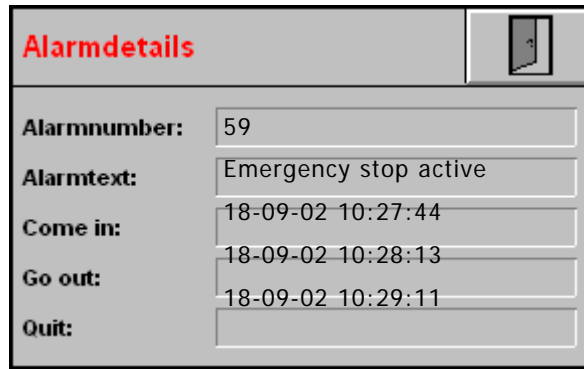 Alarmdetails
Alarmnumber: 59
Alarmtext: Emergency stop active
Come in: 18-09-02 10:27:44
Go out: 18-09-02 10:28:13
Quit: 18-09-02 10:29:11